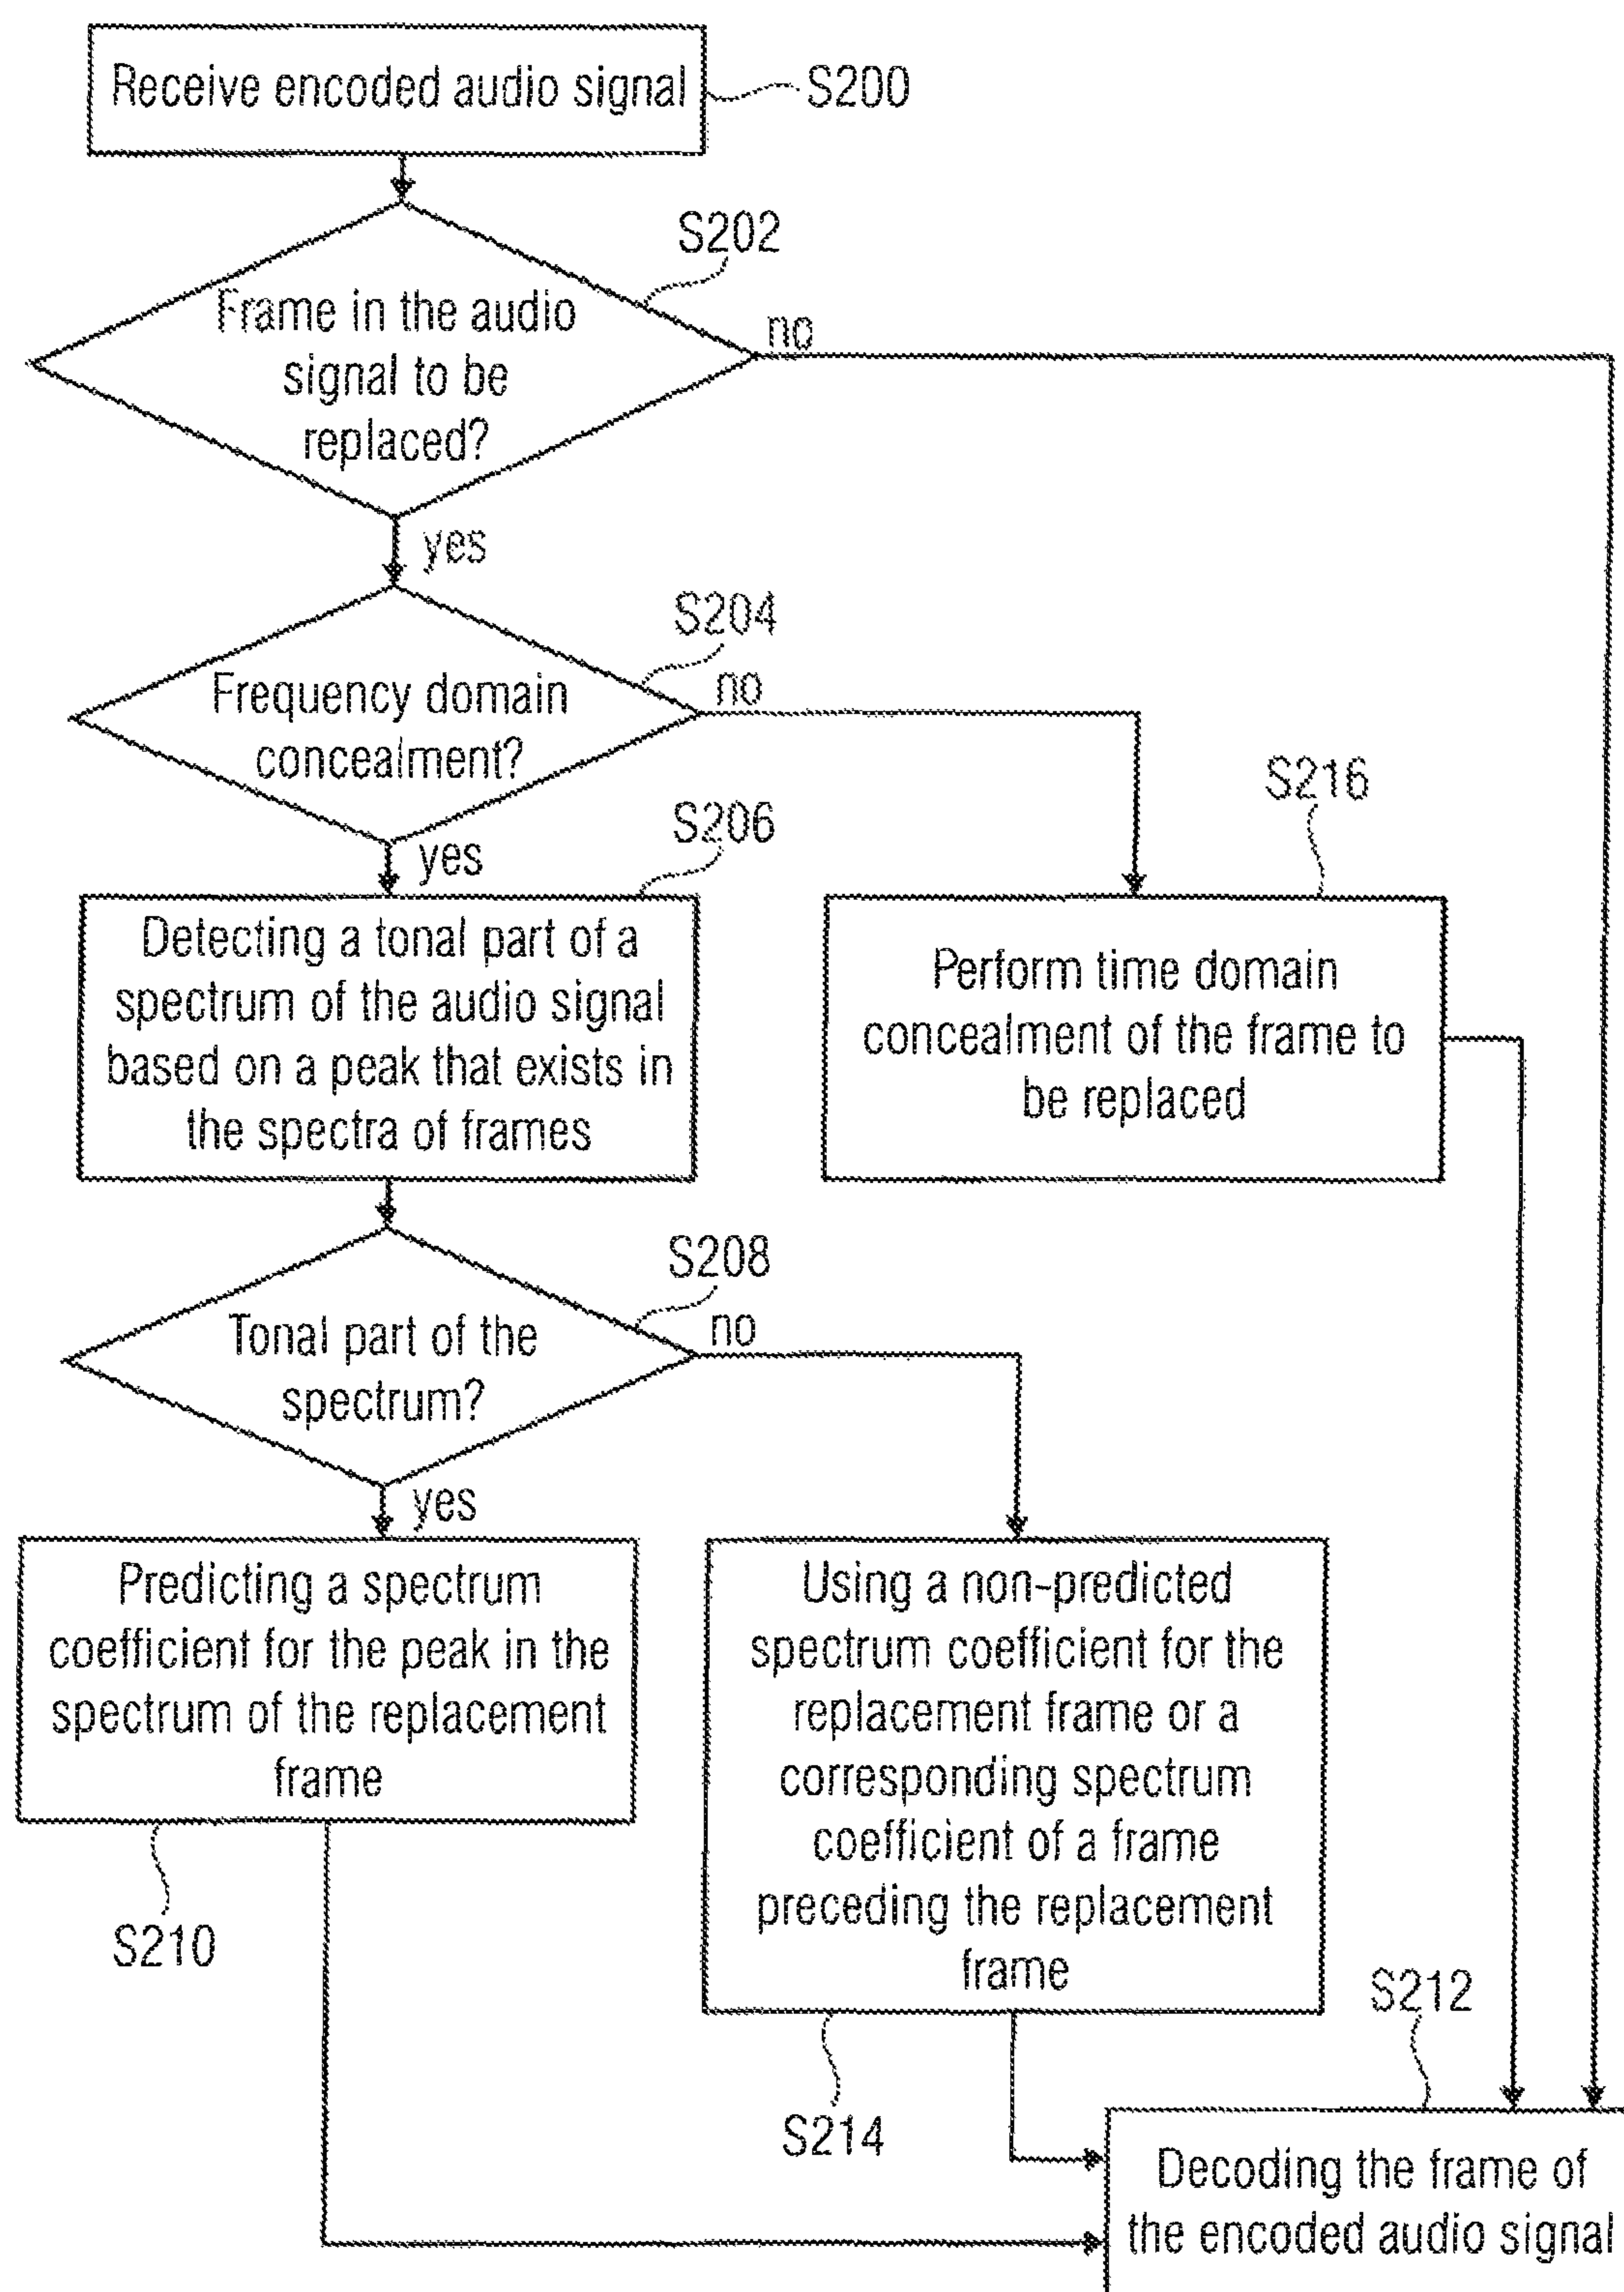 Receive encoded audio signal
S200
S202
Frame in the audio
signal to be
replaced?
no
yes
S204
Frequency domain
concealment?
no
yes
S206
Detecting a tonal part of a
spectrum of the audio signal
based on a peak that exists in
the spectra of frames
S216
Perform time domain
concealment of the frame to
be replaced
S208
Tonal part of the
spectrum?
no
yes
Predicting a spectrum
coefficient for the peak in the
spectrum of the replacement
frame
S210
Using a non-predicted
spectrum coefficient for the
replacement frame or a
corresponding spectrum
coefficient of a frame
preceding the replacement
frame
S214
S212
Decoding the frame of
the encoded audio signal